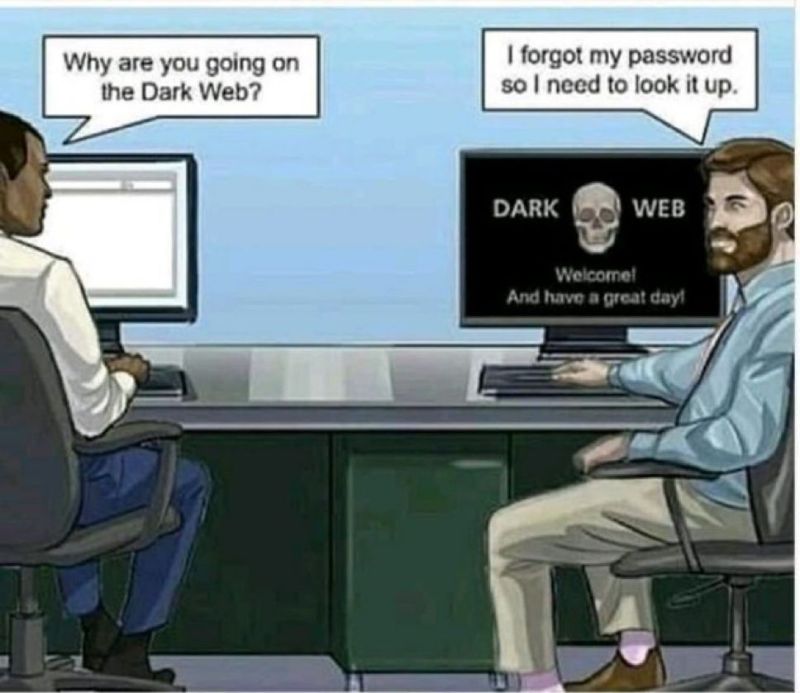 Why are you going on
the Dark Web?
I forgot my password
so I need to look it up.
DARK WEB
Welcome!
And have a great day!